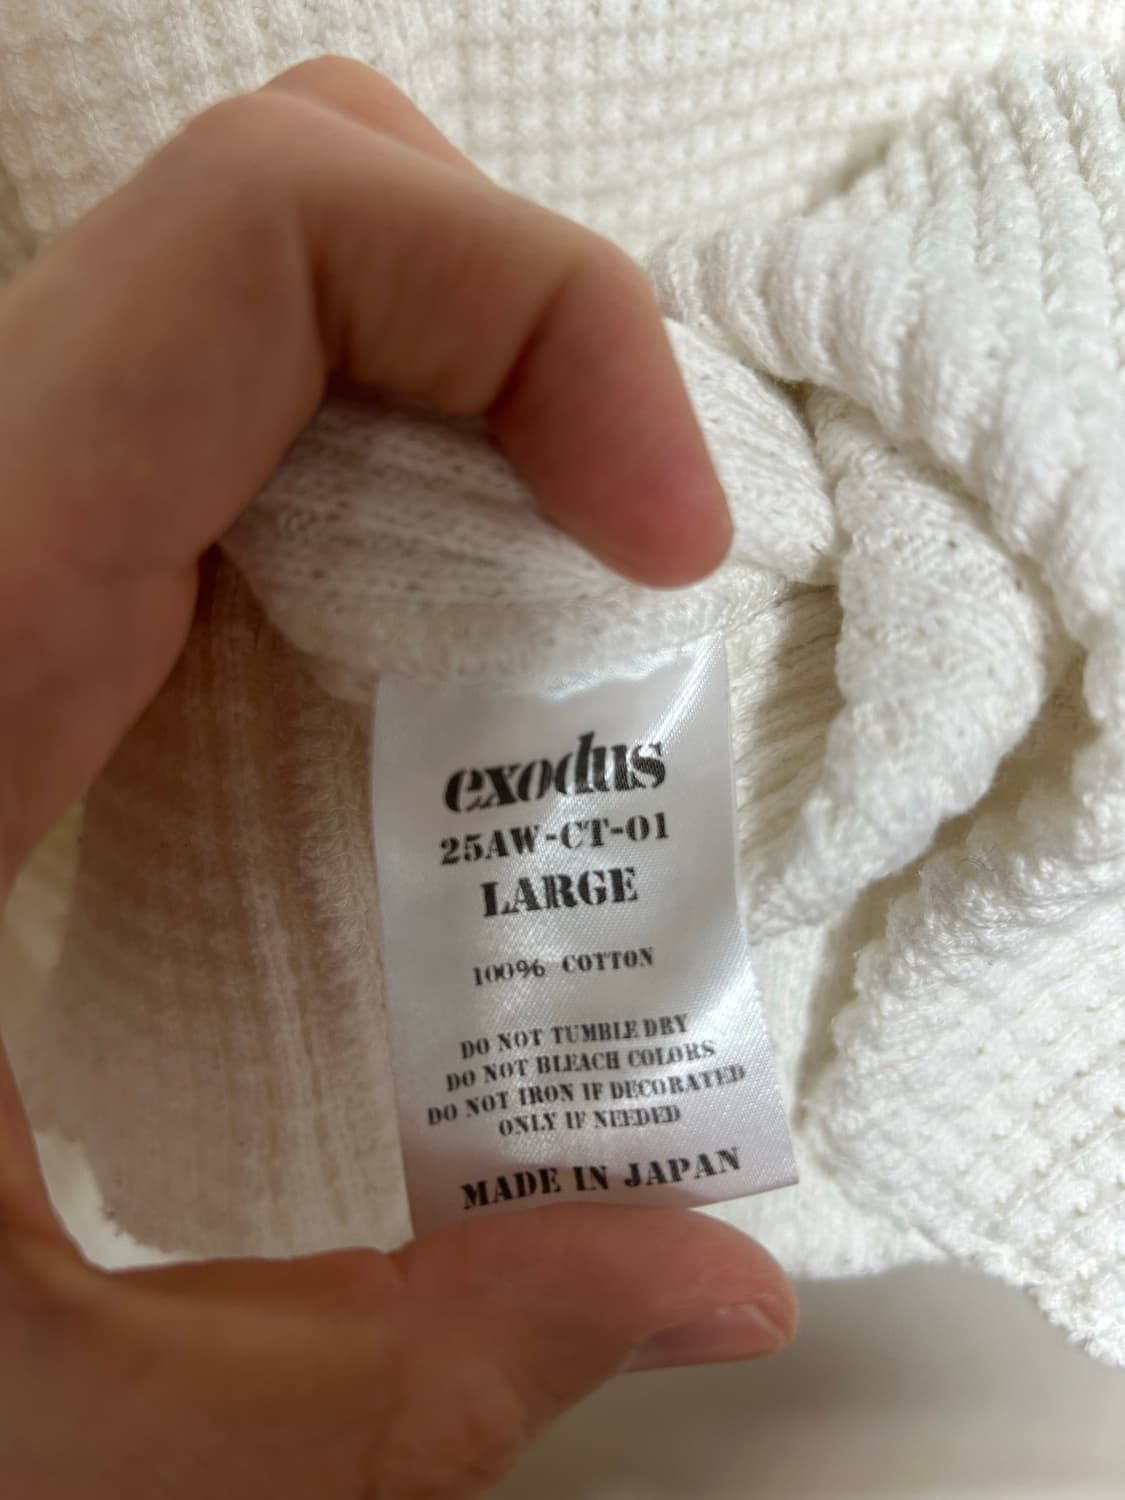 exodus
25AW-CT-01
LARGE
100% COTTON
DO NOT TUMBLE DRY
DO NOT BLEACH COLORS
DO NOT IRON IF DECORATED
ONLY IF NEEDED
MADE IN JAPAN